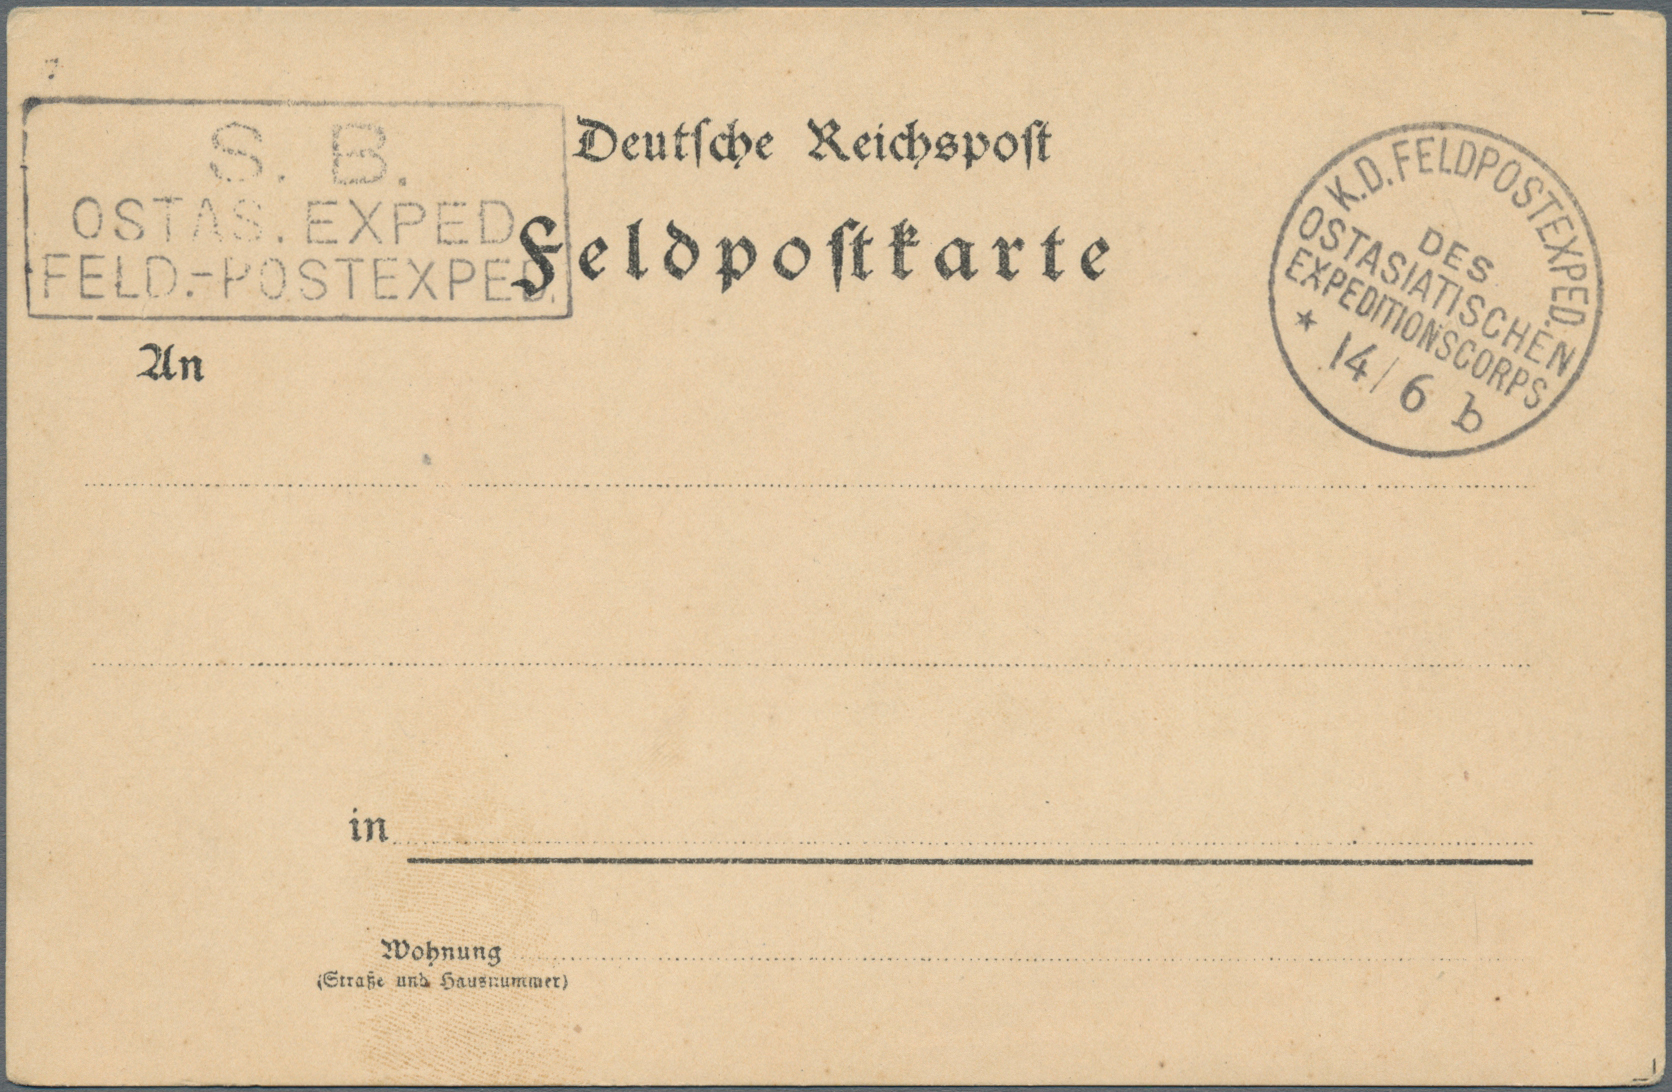 S. B.
OSTAS. EXPED.
FELD.-POSTEXPED.
Deutſche Reichspoſt
Feldpoſtkarte
K.D. FELDPOSTEXPED.
DES
OSTASIATISCHEN
EXPEDITIONSCORPS
* 14/6 b
An
in
Wohnung
(Straße und Hausnummer)